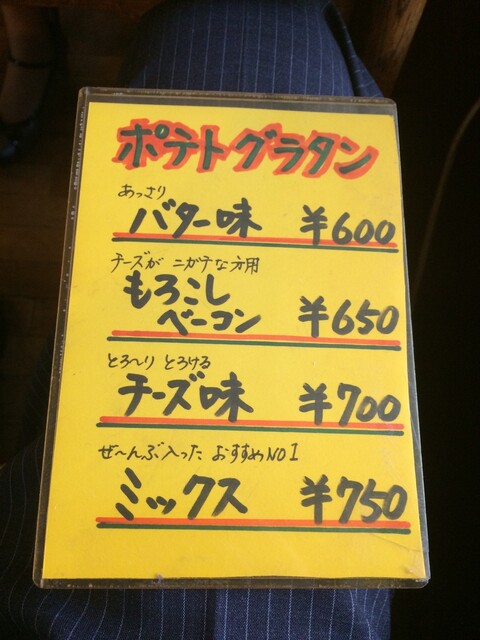 ポテトグラタン
あっさり
バター味 ¥600
チーズが ニガテな方用
もろこし
ベーコン ¥650
とろ〜り とろける
チーズ味 ¥700
ぜ〜んぶ入った おすすめNO1
ミックス ¥750